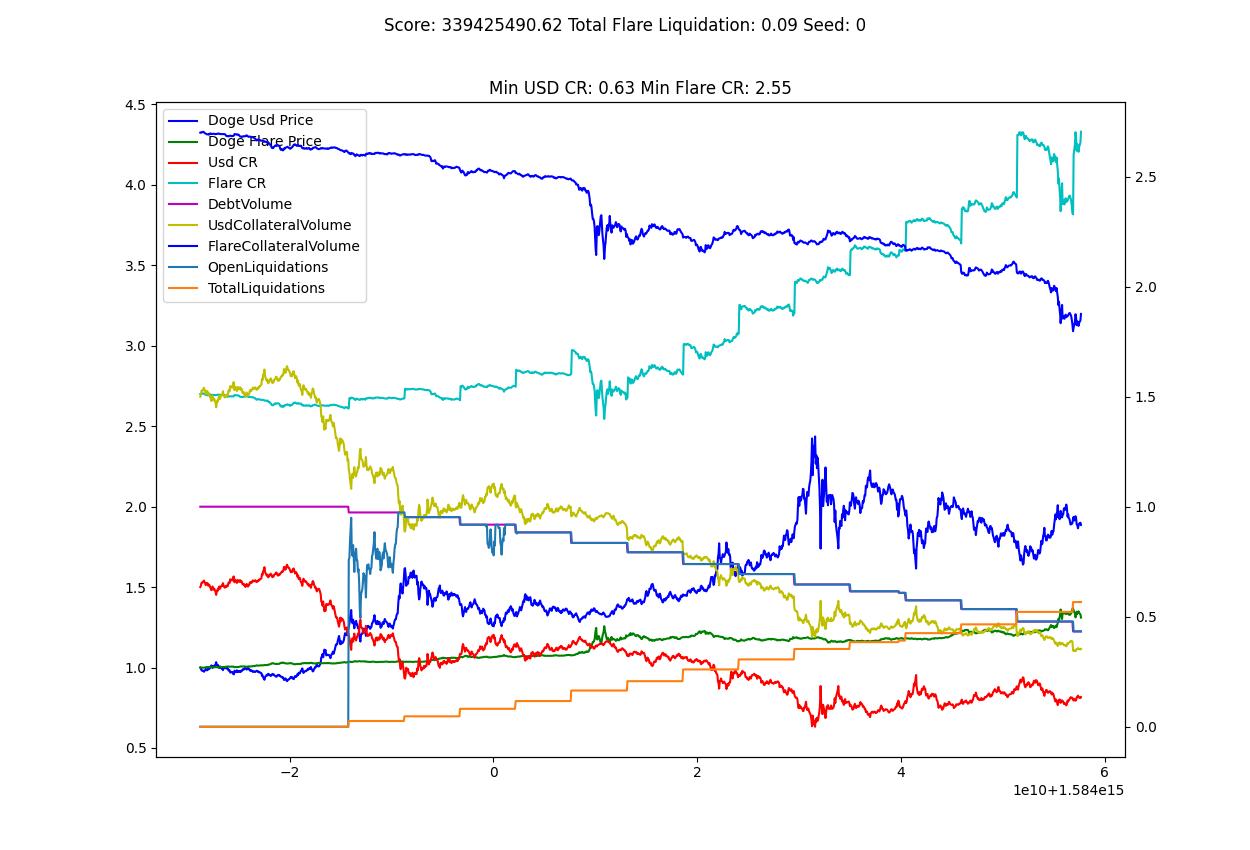 Score: 339425490.62 Total Flare Liquidation: 0.09 Seed: 0
Min USD CR: 0.63 Min Flare CR: 2.55
Doge Usd Price
Doge Flare Price
Usd CR
Flare CR
DebtVolume
UsdCollateralVolume
FlareCollateralVolume
OpenLiquidations
TotalLiquidations
4.5
4.0
3.5
3.0
2.5
2.0
1.5
1.0
0.5
2.5
2.0
1.5
1.0
0.5
0.0
−2
0
2
4
6
1e10+1.584e15